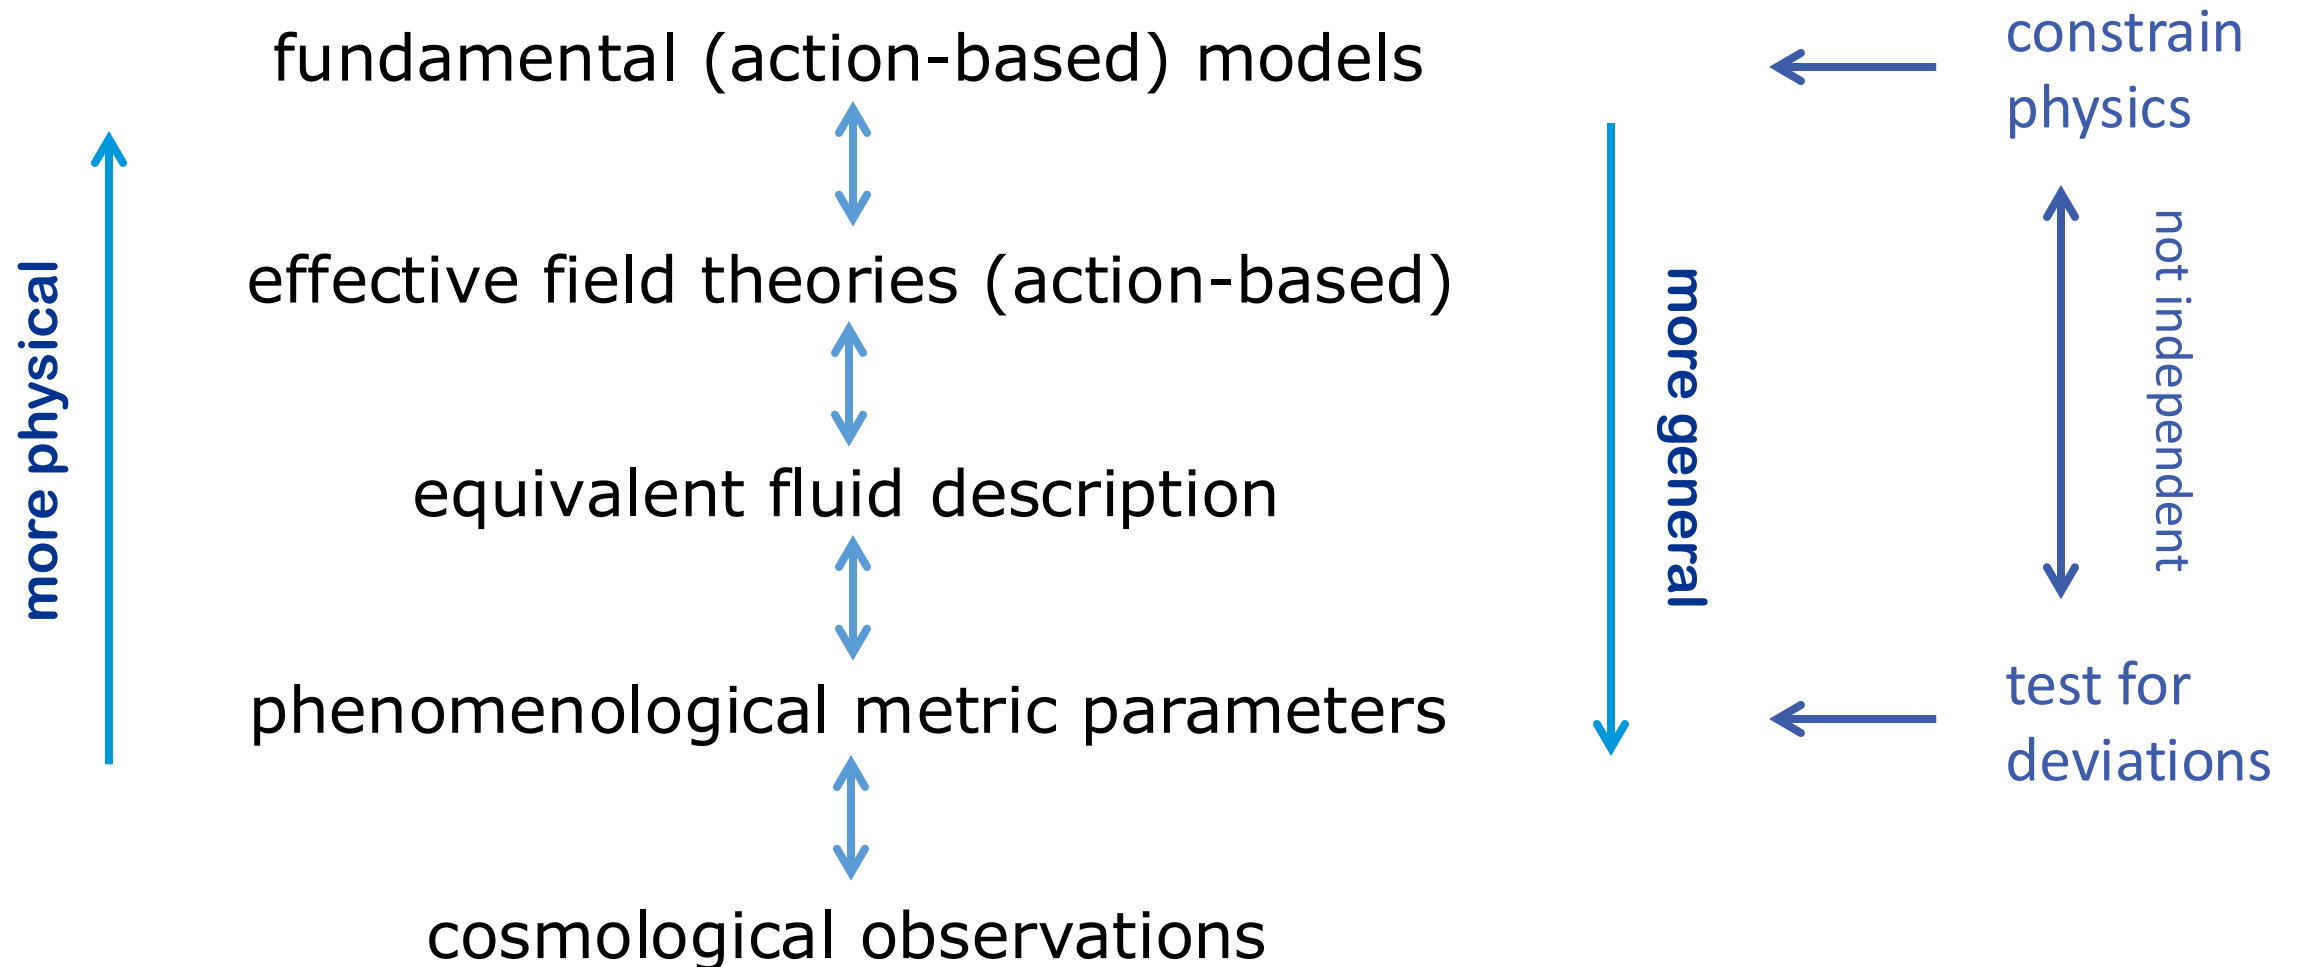 fundamental (action-based) models
constrain
physics
more physical
effective field theories (action-based)
more general
not independent
equivalent fluid description
phenomenological metric parameters
test for
deviations
cosmological observations